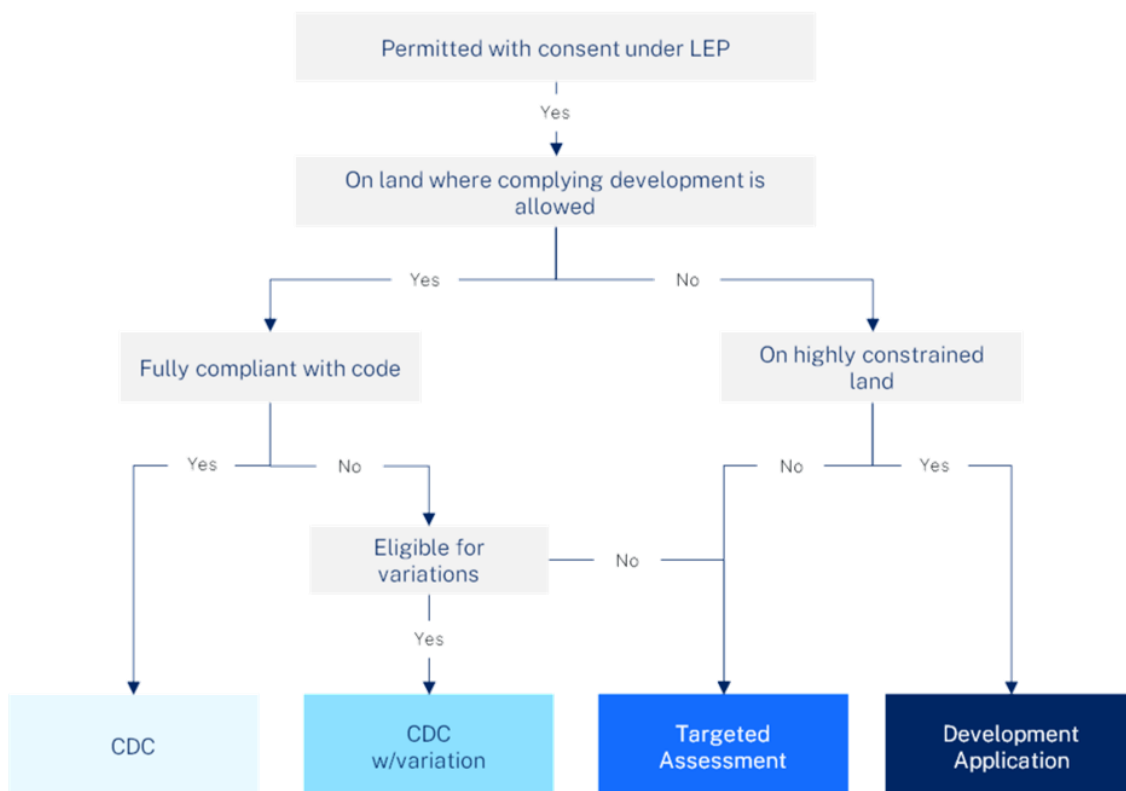 Permitted with consent under LEP
Yes
On land where complying development is
allowed
Yes
No
Fully compliant with code
On highly constrained
land
Yes
No
No
Yes
Eligible for
variations
No
Yes
CDC
CDC
w/variation
Targeted
Assessment
Development
Application